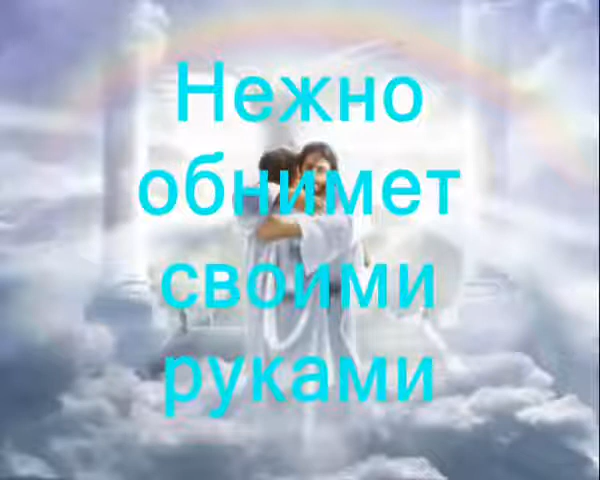 Нежно
обнимет
своими
руками